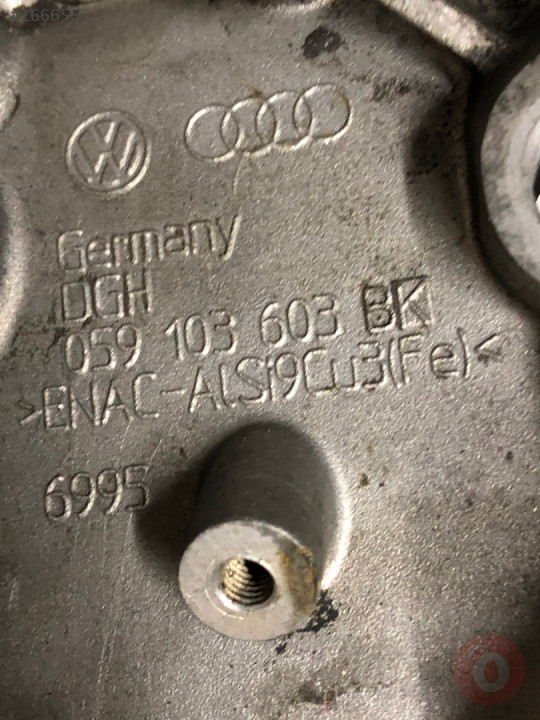 Germany
DGH
059 103 603 BK
>ENAC-AlSi9Cu3(Fe)<
6995